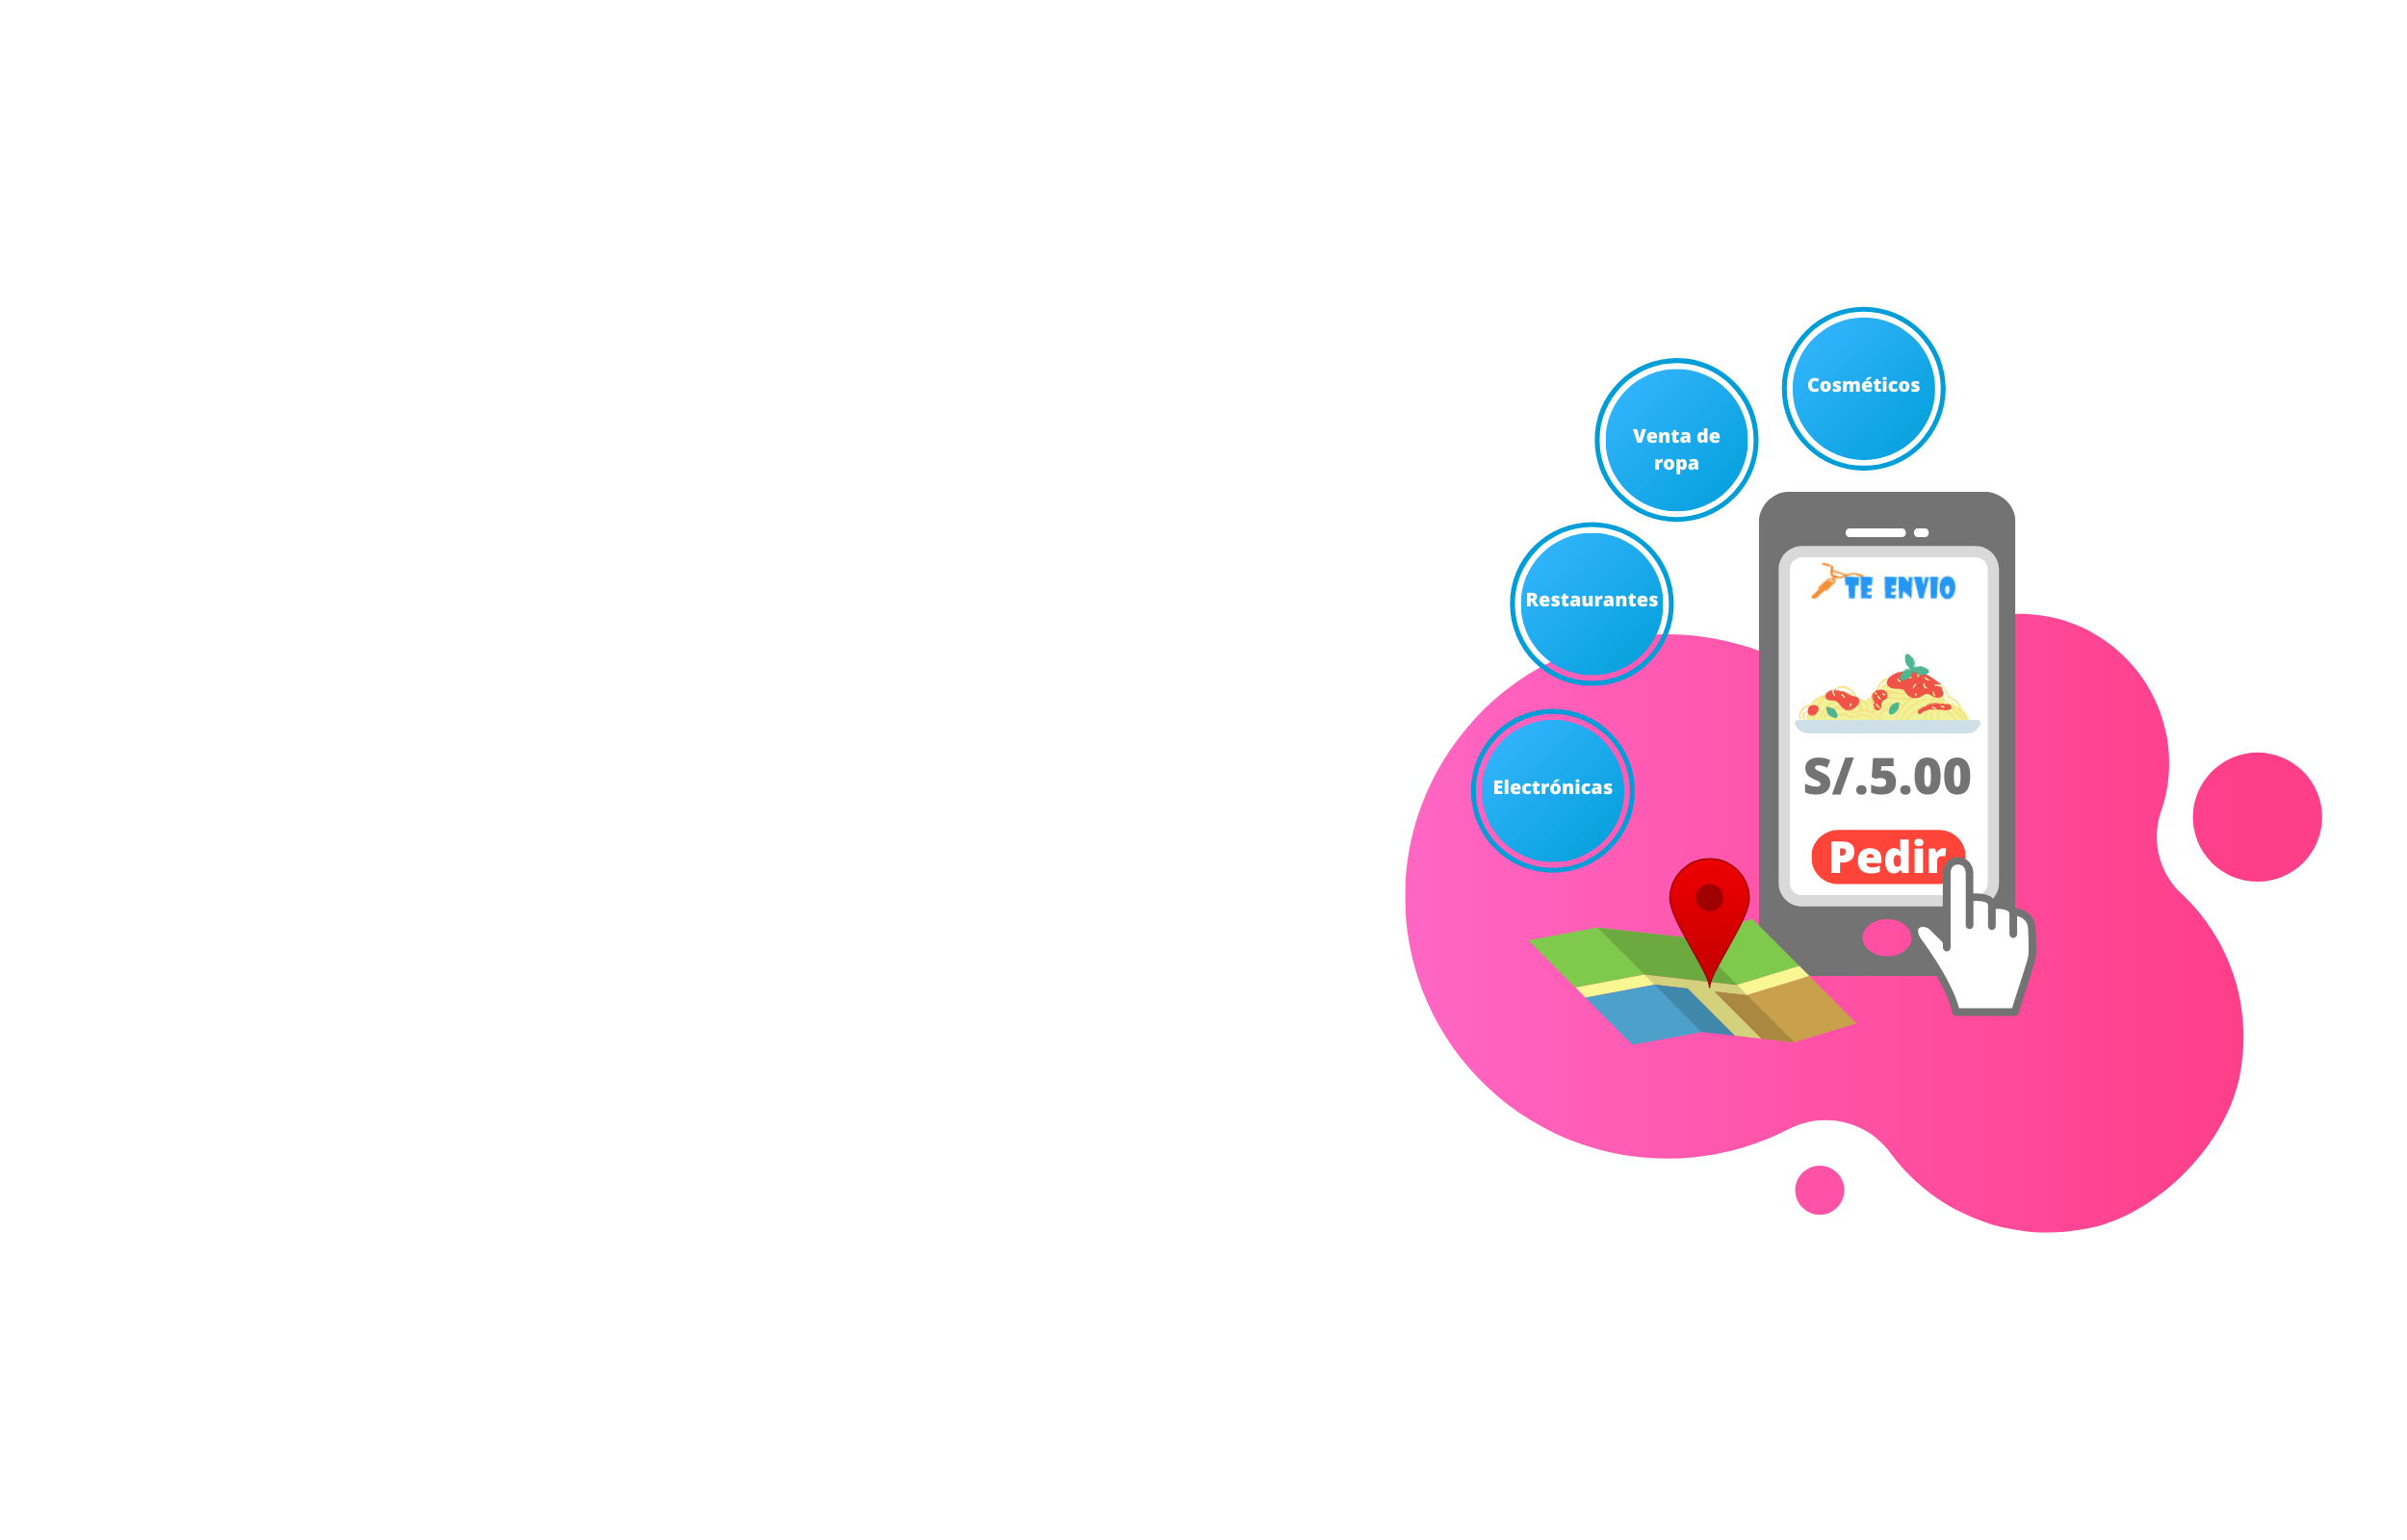 Cosméticos
Venta de
ropa
Restaurantes
Electrónicas
TE ENVIO
S/.5.00
Pedir